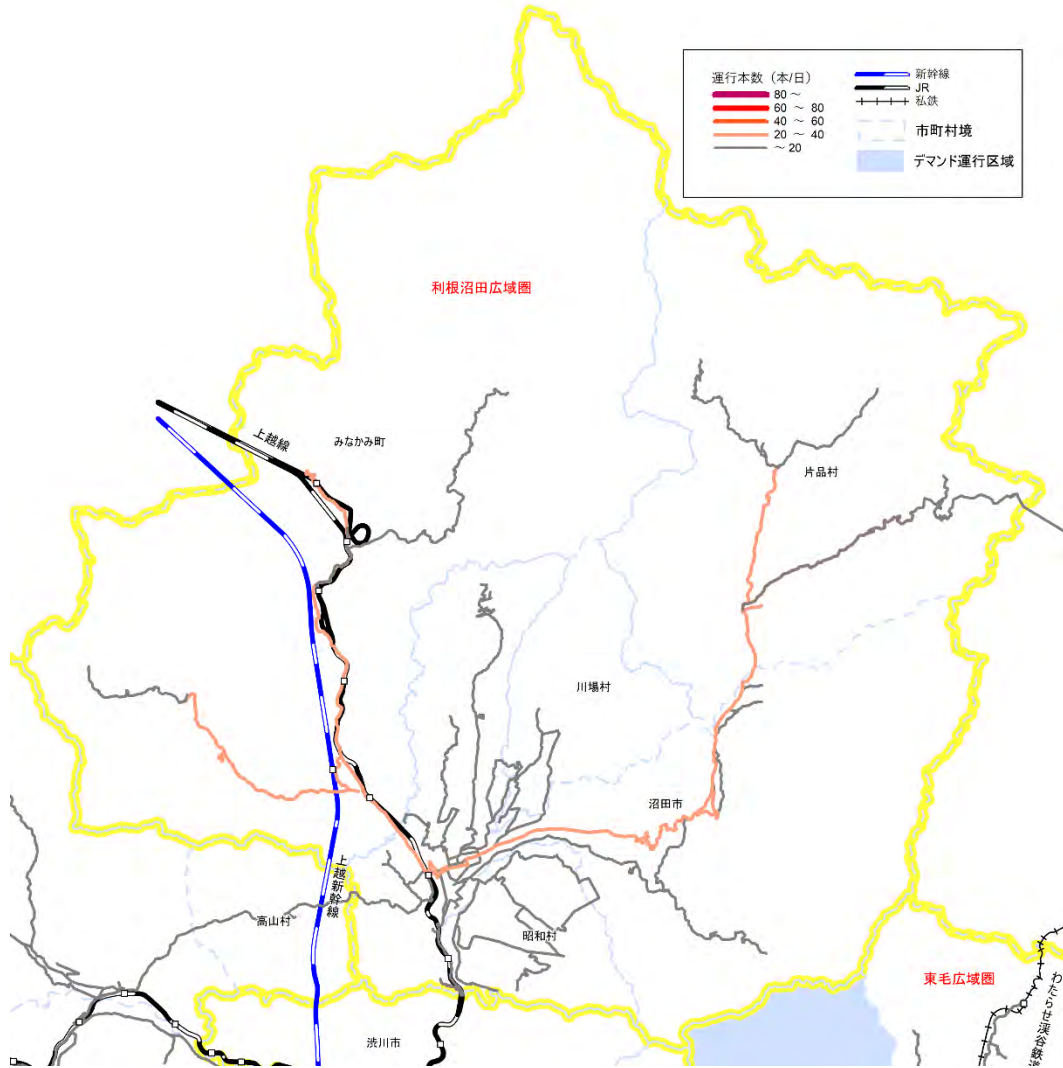 運行本数（本/日）
80 ～
60 ～ 80
40 ～ 60
20 ～ 40
～ 20
新幹線
JR
私鉄
市町村境
デマンド運行区域
利根沼田広域圏
上越線
みなかみ町
片品村
川場村
沼田市
上越新幹線
高山村
昭和村
東毛広域圏
渋川市
わたらせ渓谷鉄道